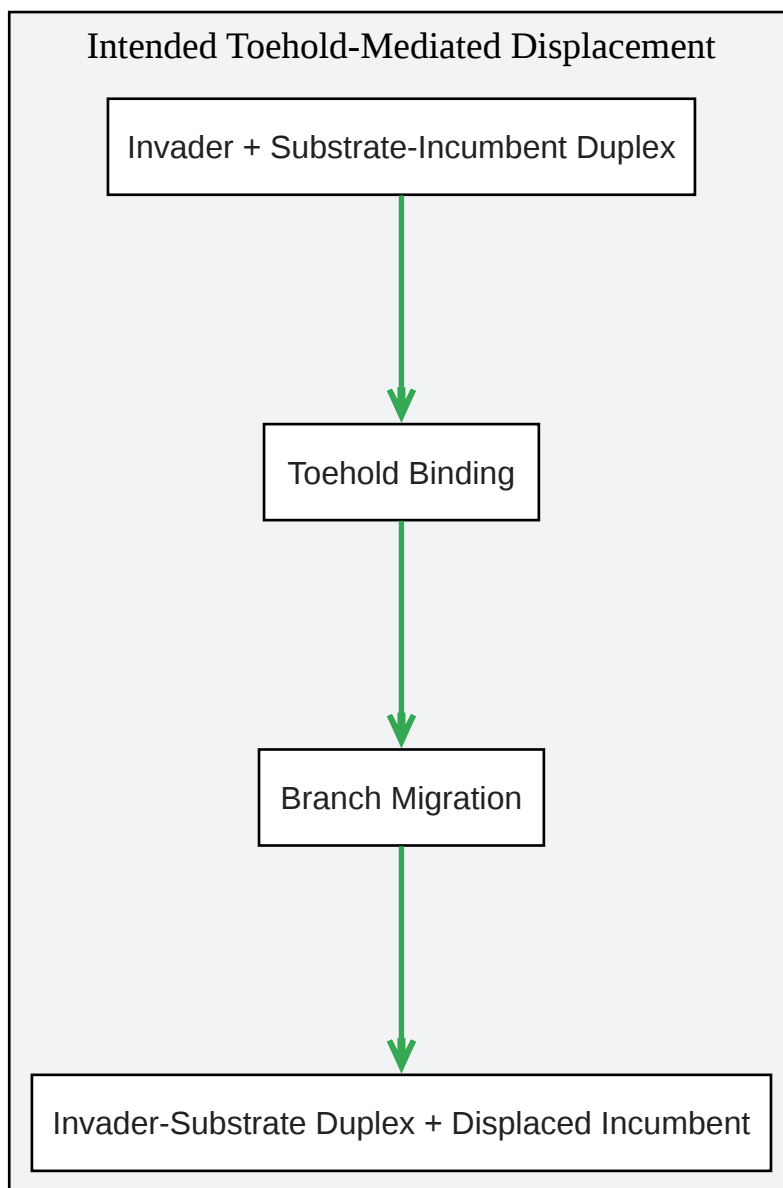 Intended Toehold-Mediated Displacement
Invader + Substrate-Incumbent Duplex
Toehold Binding
Branch Migration
Invader-Substrate Duplex + Displaced Incumbent